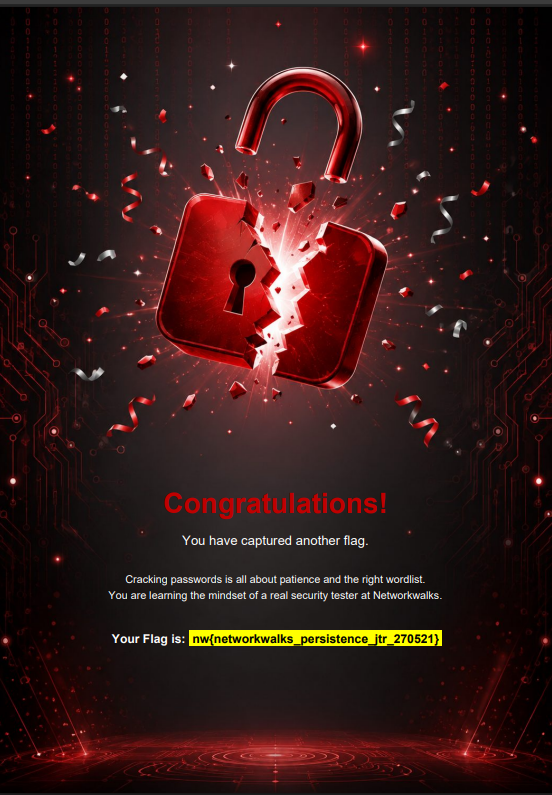 Congratulations!
You have captured another flag.
Cracking passwords is all about patience and the right wordlist.
You are learning the mindset of a real security tester at Networkwalks.
Your Flag is: nw{networkwalks_persistence_jtr_270521}